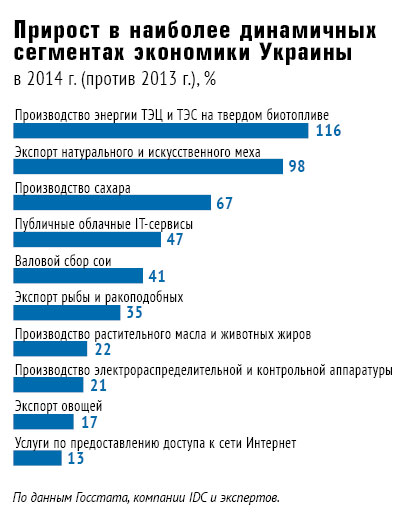 Прирост в наиболее динамичных
сегментах экономики Украины
в 2014 г. (против 2013 г.), %
Производство энергии ТЭЦ и ТЭС на твердом биотопливе
116
Экспорт натурального и искусственного меха
98
Производство сахара
67
Публичные облачные IT-сервисы
47
Валовой сбор сои
41
Экспорт рыбы и ракоподобных
35
Производство растительного масла и животных жиров
22
Производство электрораспределительной и контрольной аппаратуры
21
Экспорт овощей
17
Услуги по предоставлению доступа к сети Интернет
13
По данным Госстата, компании IDC и экспертов.